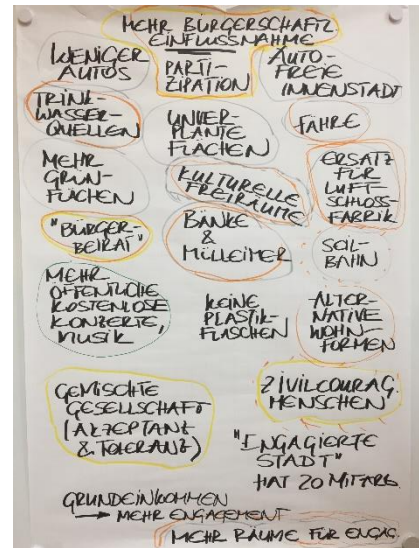 MEHR BÜRGERSCHAFTL.
EINFLUSSNAHME
WENIGER
AUTOS
PARTI-
ZIPATION
AUTO-
FREIE
INNENSTADT
TRINK-
WASSER-
QUELLEN
UNVER-
PLANTE
FLÄCHEN
FÄHRE
MEHR
GRÜN-
FLÄCHEN
KULTURELLE
FREIRÄUME
ERSATZ
FÜR
LUFT-
SCHLOSS-
FABRIK
"BÜRGER-
BEIRAT"
BÄNKE
&
MÜLLEIMER
SEIL-
BAHN
MEHR
ÖFFENTLICHE
KOSTENLOSE
KONZERTE,
MUSIK
KEINE
PLASTIK-
FLASCHEN
ALTER-
NATIVE
WOHN-
FORMEN
GEMISCHTE
GESELLSCHAFT
(AKZEPTANZ
& TOLERANZ)
ZIVILCOURAG.
MENSCHEN
"ENGAGIERTE
STADT"
HAT 20 MITARB.
GRUNDEINKOMMEN
→ MEHR ENGAGEMENT
MEHR RÄUME FÜR ENGAG.